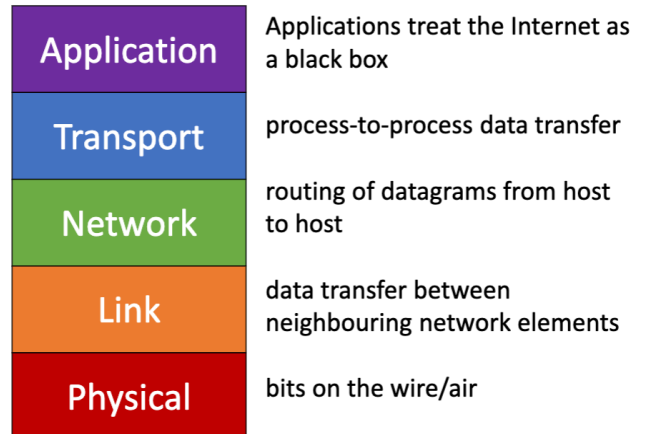 Application
Applications treat the Internet as
a black box
Transport
process-to-process data transfer
Network
routing of datagrams from host
to host
Link
data transfer between
neighbouring network elements
Physical
bits on the wire/air